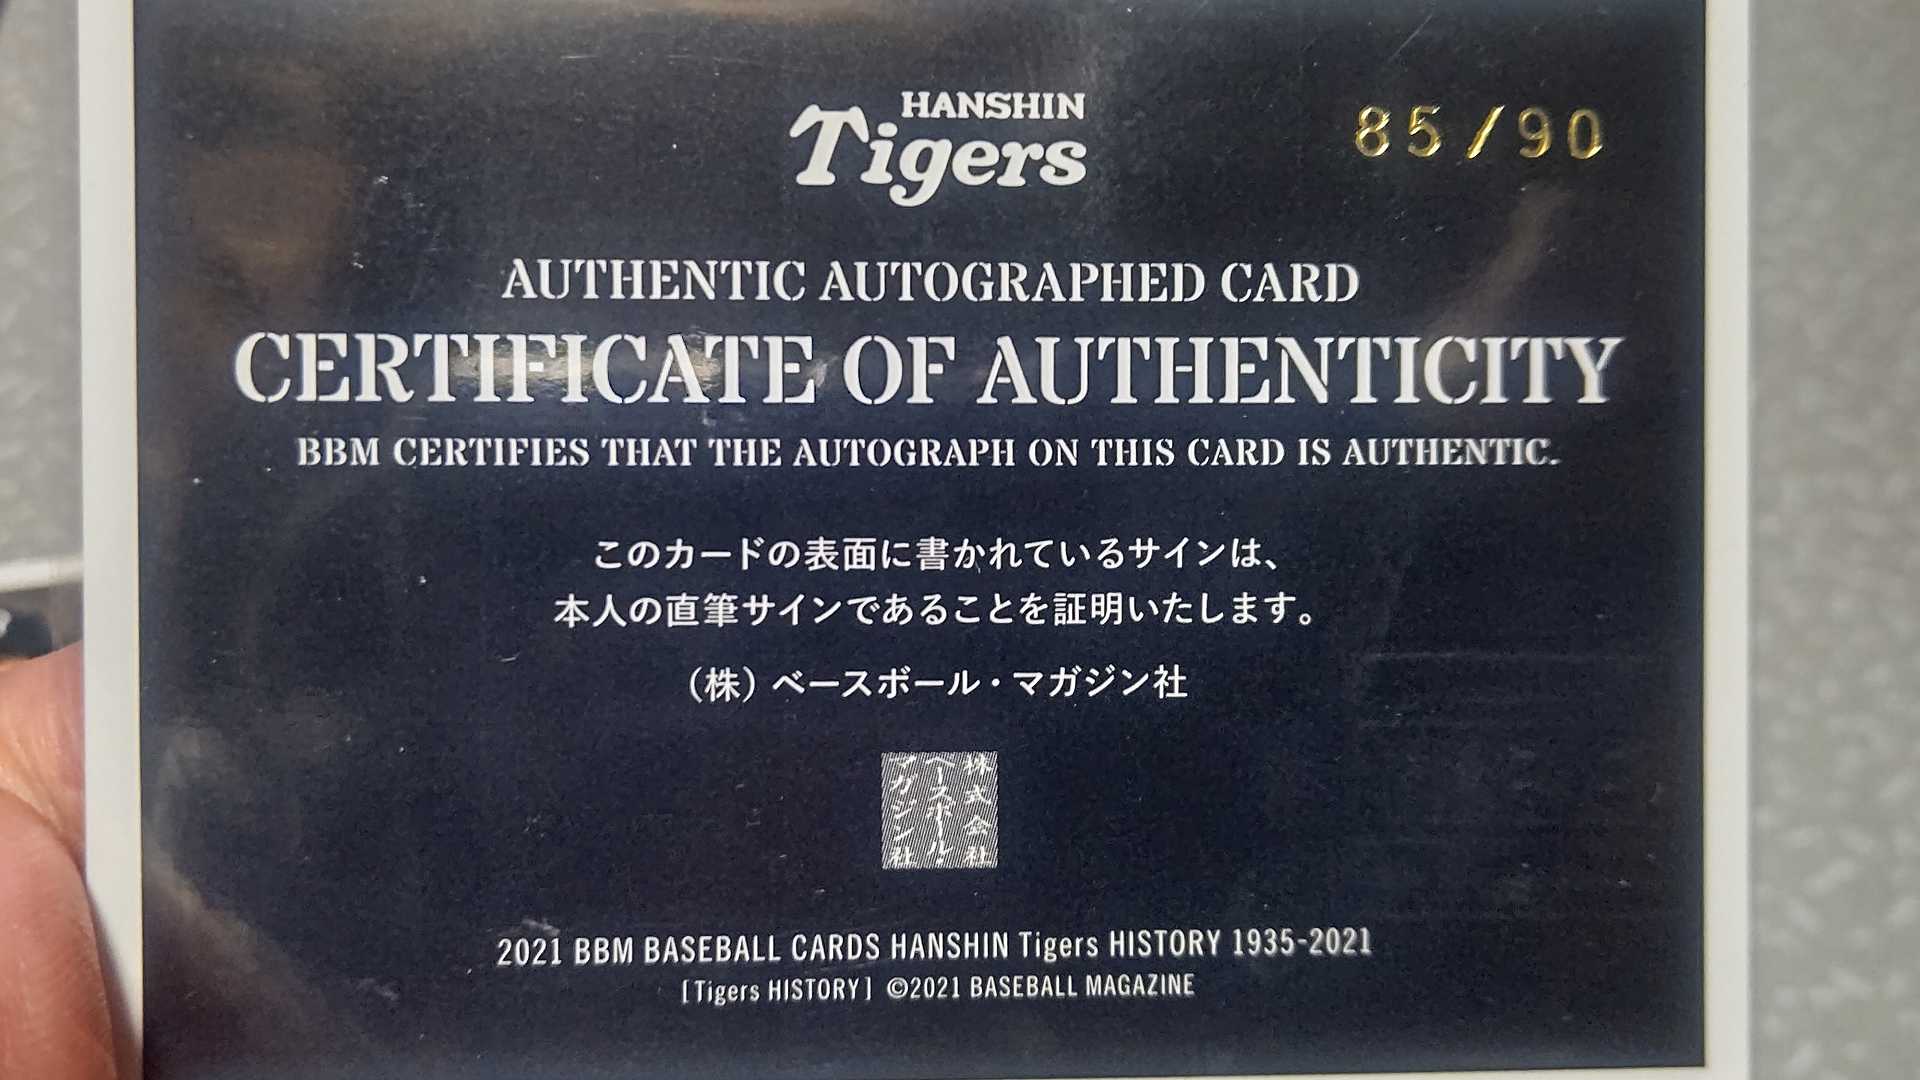 HANSHIN
Tigers
85/90
AUTHENTIC AUTOGRAPHED CARD
CERTIFICATE OF AUTHENTICITY
BBM CERTIFIES THAT THE AUTOGRAPH ON THIS CARD IS AUTHENTIC.
このカードの表面に書かれているサインは、
本人の直筆サインであることを証明いたします。
(株) ベースボール・マガジン社
株式会社
ベースボール・
マガジン社
2021 BBM BASEBALL CARDS HANSHIN Tigers HISTORY 1935-2021
[Tigers HISTORY] ©2021 BASEBALL MAGAZINE